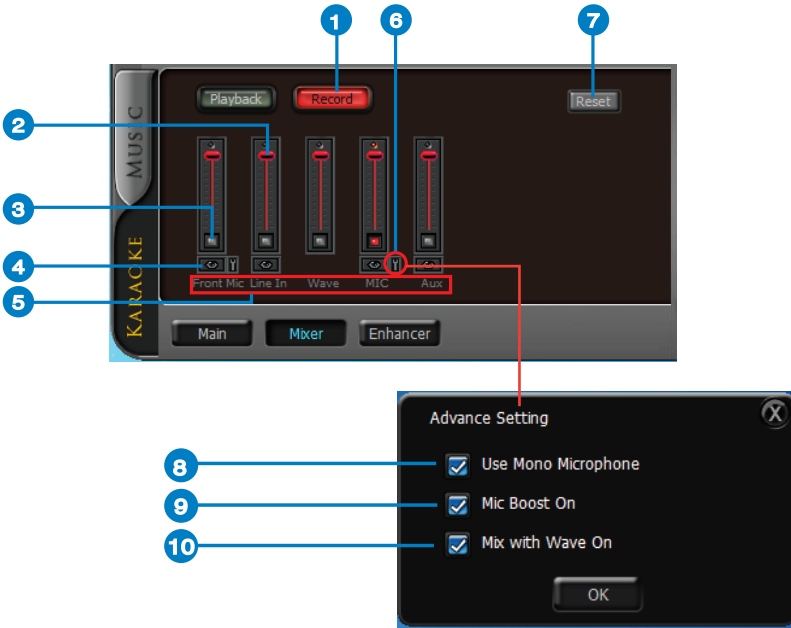 1
6
7
Playback
Record
Reset
MUSIC
2
3
4
Front Mic Line In Wave MIC Aux
5
KARAOKE
Main
Mixer
Enhancer
Advance Setting
X
8
Use Mono Microphone
9
Mic Boost On
10
Mix with Wave On
OK